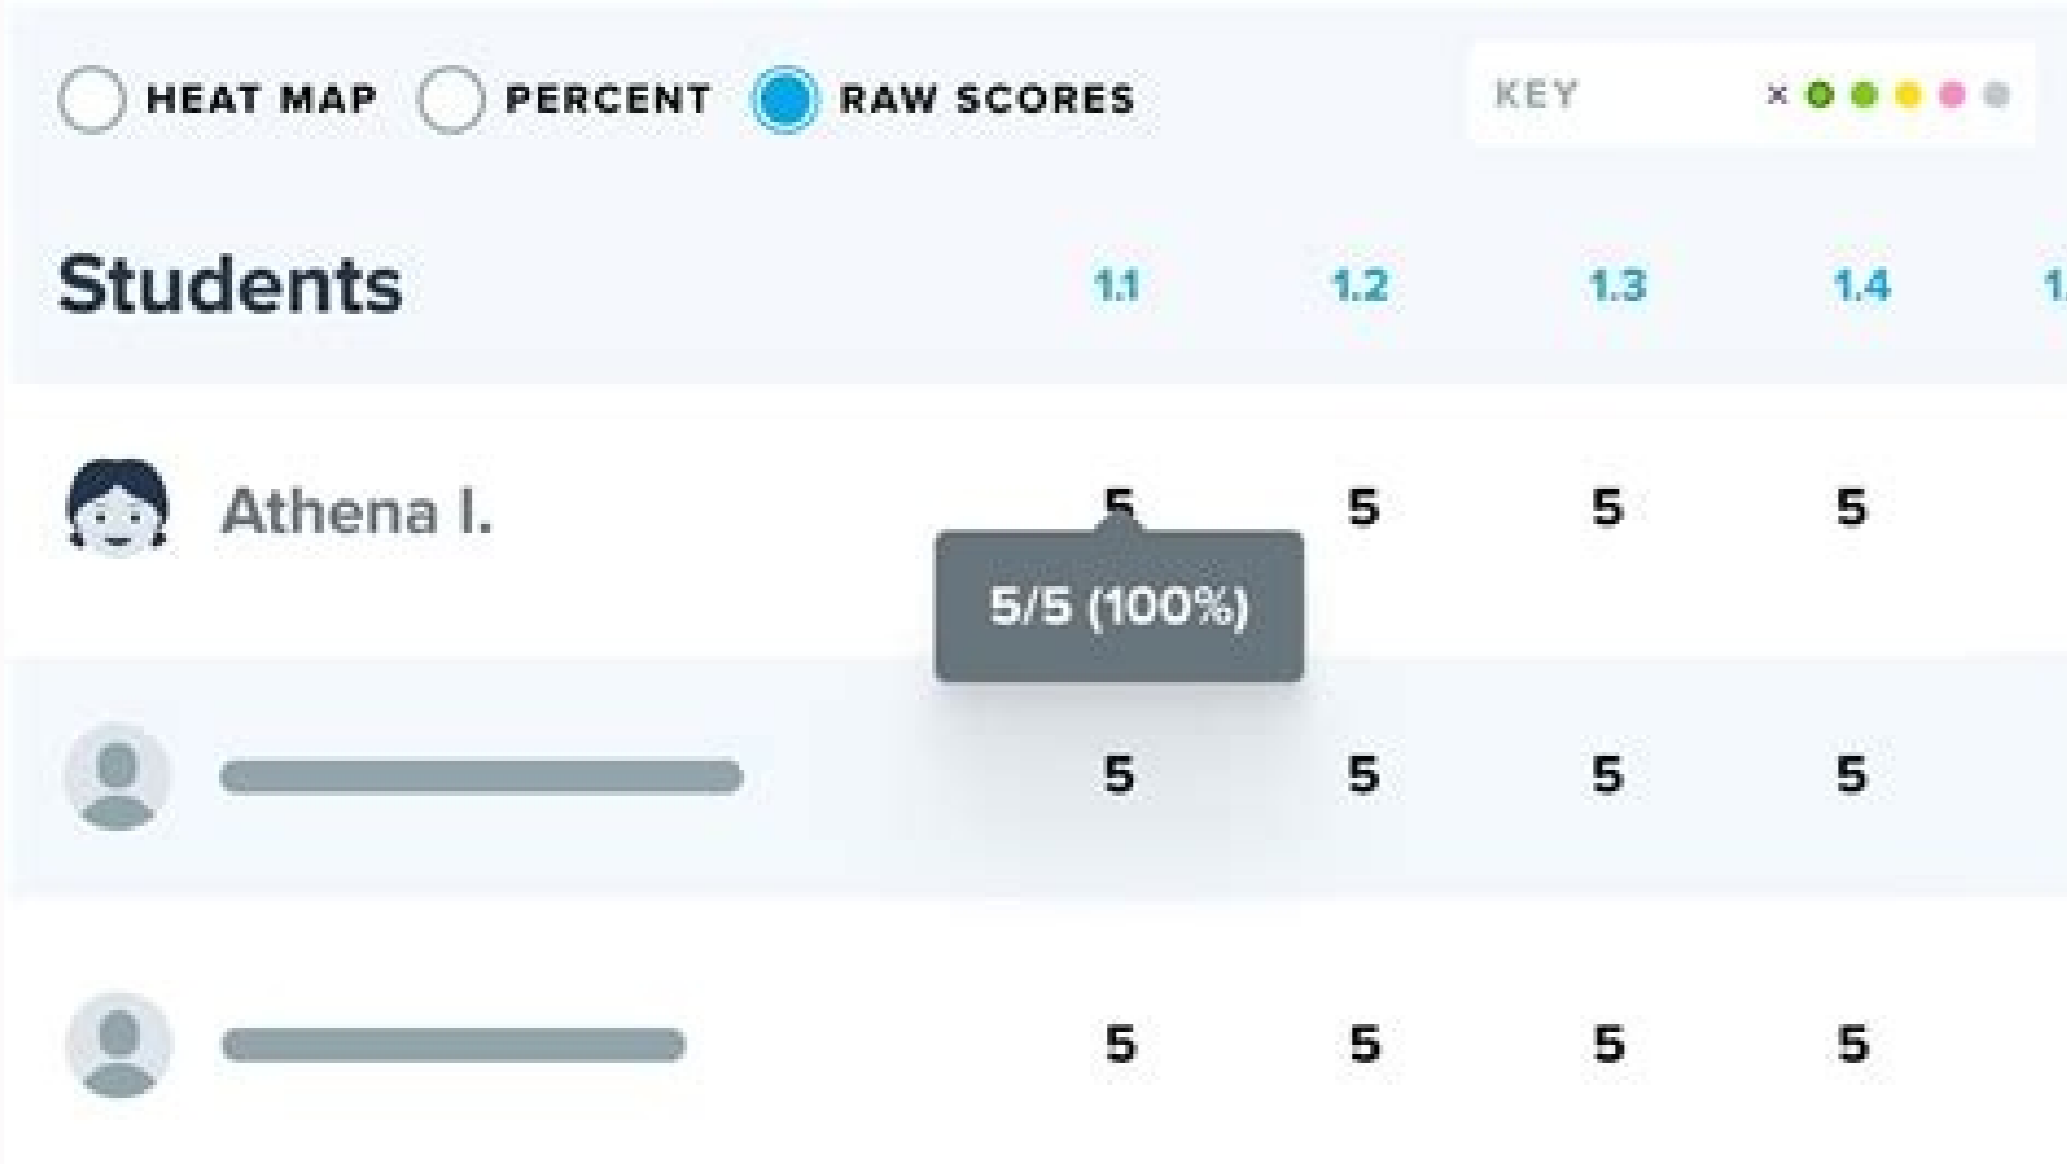 HEAT MAP PERCENT RAW SCORES KEY
Students 1.1 1.2 1.3 1.4 1.
Athena I. 5 5 5 5
5/5 (100%)
5 5 5 5
5 5 5 5